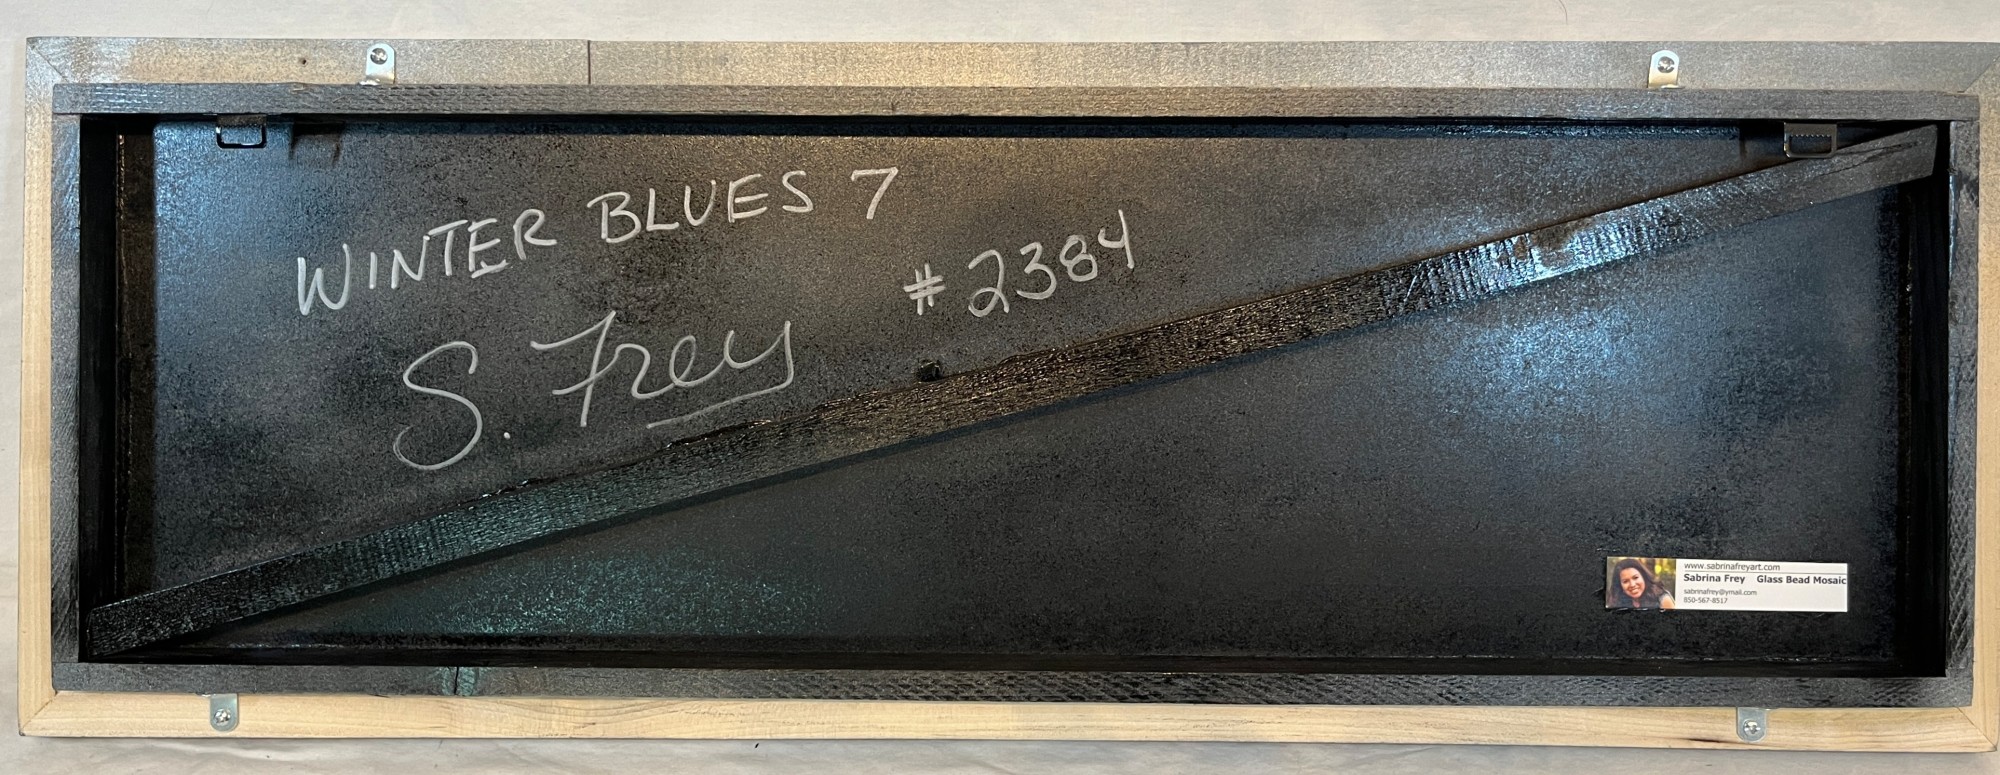 WINTER BLUES 7
#2384
S. Frey
www.sabrinafreyart.com
Sabrina Frey Glass Bead Mosaic
sabrinafrey@ymail.com
850-567-8517